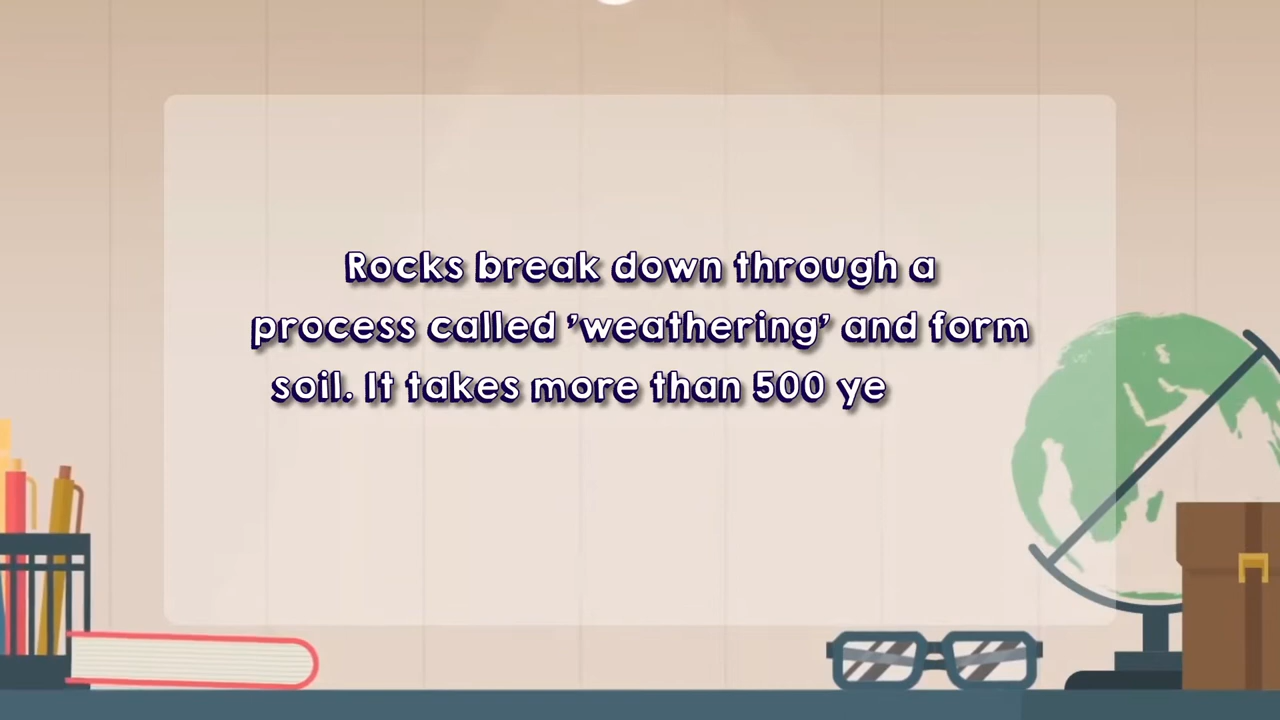 Rocks break down through a
process called 'weathering' and form
soil. It takes more than 500 ye